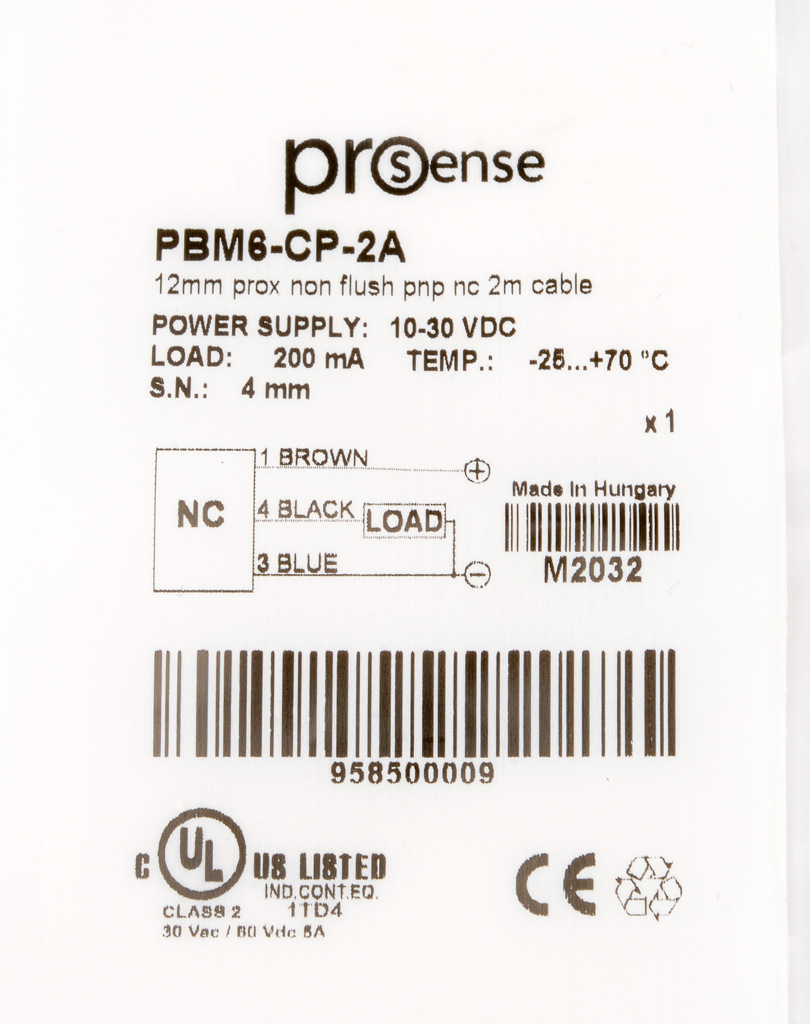 prosense
PBM6-CP-2A
12mm prox non flush pnp nc 2m cable
POWER SUPPLY: 10-30 VDC
LOAD: 200 mA TEMP.: -25...+70 °C
S.N.: 4 mm
x 1
1 BROWN +
NC 4 BLACK LOAD
3 BLUE −
Made In Hungary
M2032
958500009
C UL US LISTED
IND.CONT.EQ.
CLASS 2 1TD4
30 Vac / 60 Vdc 5A
CE